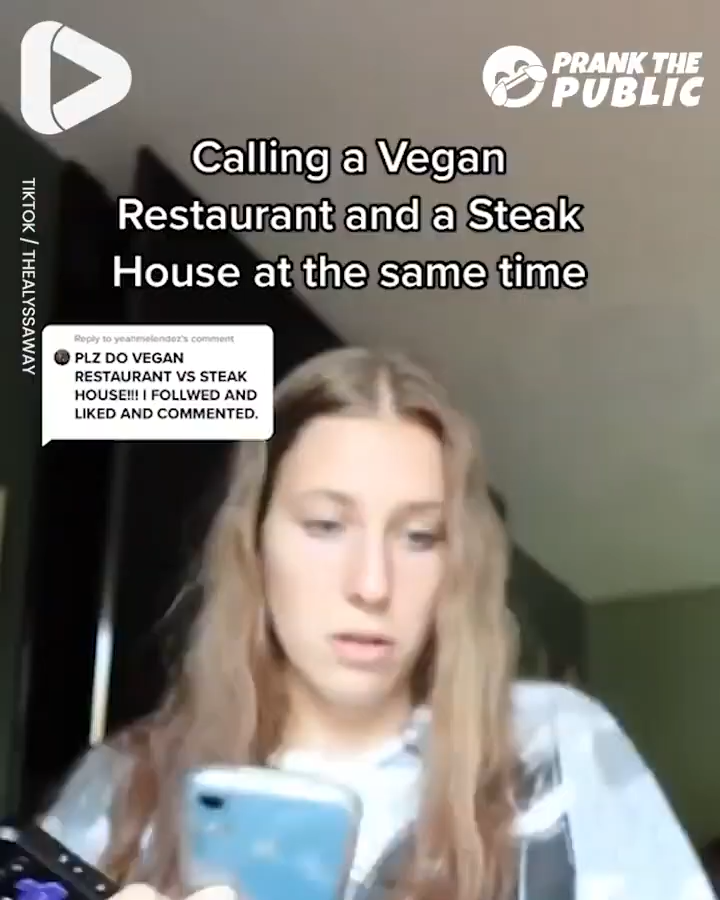 PRANK THE
PUBLIC
Calling a Vegan
Restaurant and a Steak
House at the same time
TIKTOK / THEALYSSAWAY
Reply to yeahmelendez's comment
PLZ DO VEGAN
RESTAURANT VS STEAK
HOUSE!!! I FOLLWED AND
LIKED AND COMMENTED.